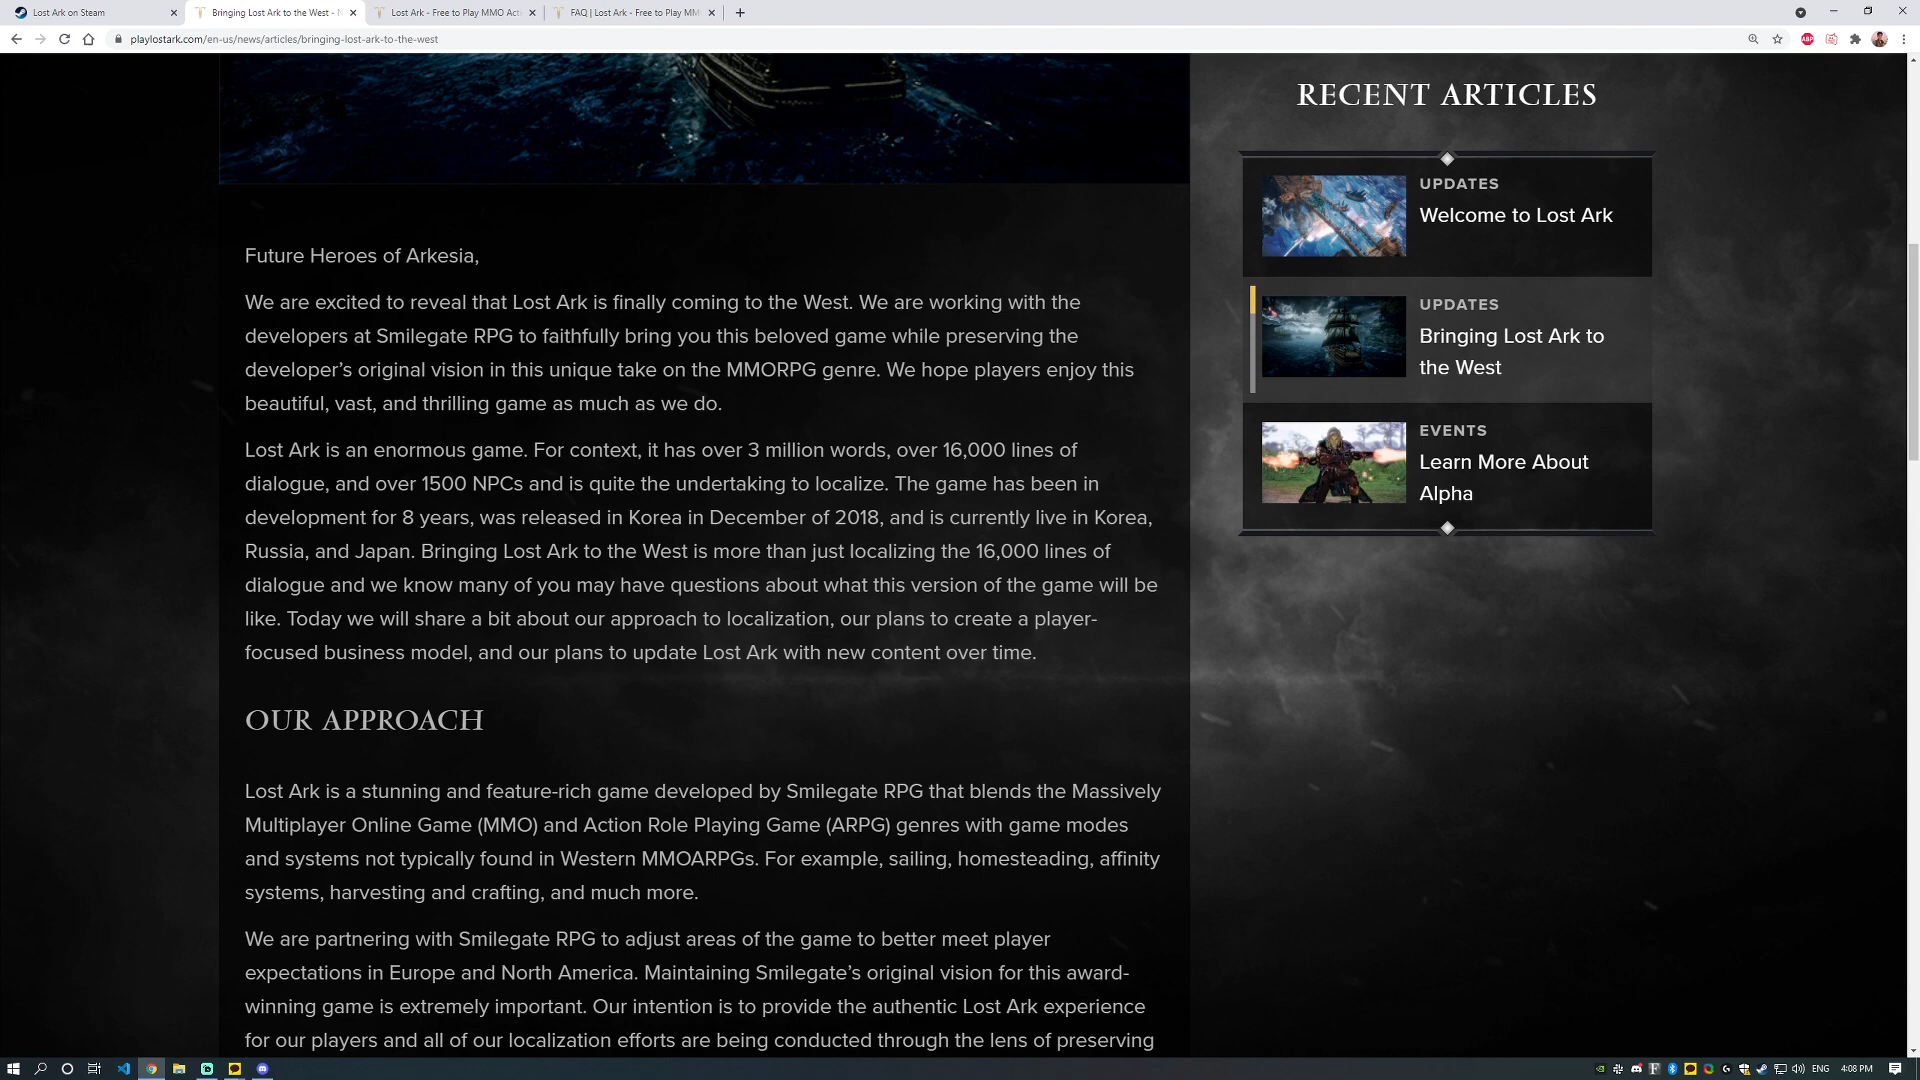 Lost Ark on Steam
Bringing Lost Ark to the West - N
Lost Ark - Free to Play MMO Acti
FAQ | Lost Ark - Free to Play MM
playlostark.com/en-us/news/articles/bringing-lost-ark-to-the-west
ABP
Future Heroes of Arkesia,
We are excited to reveal that Lost Ark is finally coming to the West. We are working with the
developers at Smilegate RPG to faithfully bring you this beloved game while preserving the
developer’s original vision in this unique take on the MMORPG genre. We hope players enjoy this
beautiful, vast, and thrilling game as much as we do.
Lost Ark is an enormous game. For context, it has over 3 million words, over 16,000 lines of
dialogue, and over 1500 NPCs and is quite the undertaking to localize. The game has been in
development for 8 years, was released in Korea in December of 2018, and is currently live in Korea,
Russia, and Japan. Bringing Lost Ark to the West is more than just localizing the 16,000 lines of
dialogue and we know many of you may have questions about what this version of the game will be
like. Today we will share a bit about our approach to localization, our plans to create a player-
focused business model, and our plans to update Lost Ark with new content over time.
OUR APPROACH
Lost Ark is a stunning and feature-rich game developed by Smilegate RPG that blends the Massively
Multiplayer Online Game (MMO) and Action Role Playing Game (ARPG) genres with game modes
and systems not typically found in Western MMOARPGs. For example, sailing, homesteading, affinity
systems, harvesting and crafting, and much more.
We are partnering with Smilegate RPG to adjust areas of the game to better meet player
expectations in Europe and North America. Maintaining Smilegate’s original vision for this award-
winning game is extremely important. Our intention is to provide the authentic Lost Ark experience
for our players and all of our localization efforts are being conducted through the lens of preserving
RECENT ARTICLES
UPDATES
Welcome to Lost Ark
UPDATES
Bringing Lost Ark to
the West
EVENTS
Learn More About
Alpha
ENG
4:08 PM